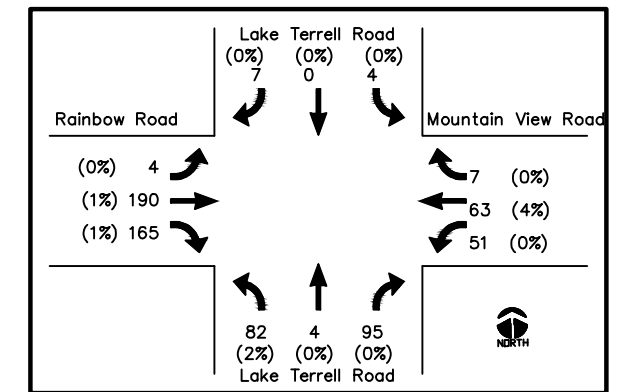 Lake Terrell Road
(0%) (0%) (0%)
7 0 4
Rainbow Road
Mountain View Road
(0%) 4
(1%) 190
(1%) 165
7 (0%)
63 (4%)
51 (0%)
82 4 95
(2%) (0%) (0%)
Lake Terrell Road
NORTH